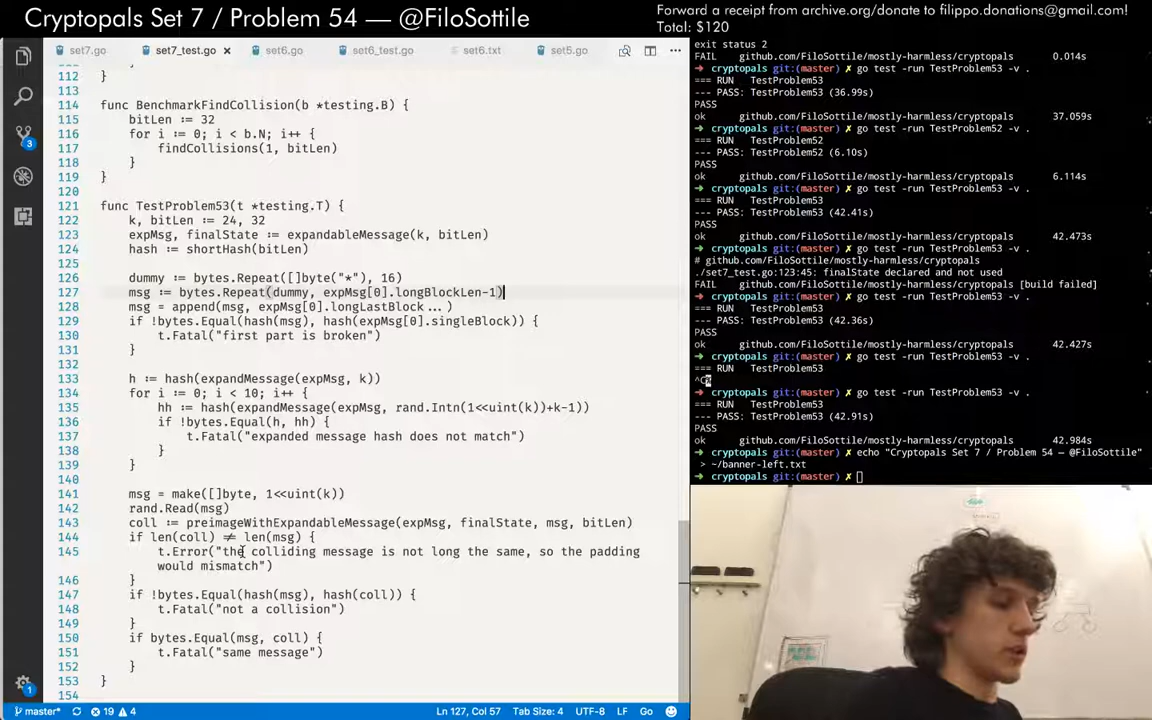 Cryptopals Set 7 / Problem 54 — @FiloSottile
Forward a receipt from archive.org/donate to filippo.donations@gmail.com!
Total: $120
set7.go
set7_test.go
set6.go
set6_test.go
set6.txt
set5.go
112 }
113
114 func BenchmarkFindCollision(b *testing.B) {
115 bitLen := 32
116 for i := 0; i < b.N; i++ {
117 findCollisions(1, bitLen)
118 }
119 }
120
121 func TestProblem53(t *testing.T) {
122 k, bitLen := 24, 32
123 expMsg, finalState := expandableMessage(k, bitLen)
124 hash := shortHash(bitLen)
125
126 dummy := bytes.Repeat([]byte("*"), 16)
127 msg := bytes.Repeat(dummy, expMsg[0].longBlockLen-1)
128 msg = append(msg, expMsg[0].longLastBlock...)
129 if !bytes.Equal(hash(msg), hash(expMsg[0].singleBlock)) {
130 t.Fatal("first part is broken")
131 }
132
133 h := hash(expandMessage(expMsg, k))
134 for i := 0; i < 10; i++ {
135 hh := hash(expandMessage(expMsg, rand.Intn(1<<uint(k))+k-1))
136 if !bytes.Equal(h, hh) {
137 t.Fatal("expanded message hash does not match")
138 }
139 }
140
141 msg = make([]byte, 1<<uint(k))
142 rand.Read(msg)
143 coll := preimageWithExpandableMessage(expMsg, finalState, msg, bitLen)
144 if len(coll) ≠ len(msg) {
145 t.Error("the colliding message is not long the same, so the padding
would mismatch")
146 }
147 if !bytes.Equal(hash(msg), hash(coll)) {
148 t.Fatal("not a collision")
149 }
150 if bytes.Equal(msg, coll) {
151 t.Fatal("same message")
152 }
153 }
154
master* 19 4 Ln 127, Col 57 Tab Size: 4 UTF-8 LF Go
3
1
exit status 2
FAIL github.com/FiloSottile/mostly-harmless/cryptopals 0.014s
➜ cryptopals git:(master) ✗ go test -run TestProblem53 -v .
=== RUN TestProblem53
--- PASS: TestProblem53 (36.99s)
PASS
ok github.com/FiloSottile/mostly-harmless/cryptopals 37.059s
➜ cryptopals git:(master) ✗ go test -run TestProblem52 -v .
=== RUN TestProblem52
--- PASS: TestProblem52 (6.10s)
PASS
ok github.com/FiloSottile/mostly-harmless/cryptopals 6.114s
➜ cryptopals git:(master) ✗ go test -run TestProblem53 -v .
=== RUN TestProblem53
--- PASS: TestProblem53 (42.41s)
PASS
ok github.com/FiloSottile/mostly-harmless/cryptopals 42.473s
➜ cryptopals git:(master) ✗ go test -run TestProblem53 -v .
# github.com/FiloSottile/mostly-harmless/cryptopals
./set7_test.go:123:45: finalState declared and not used
FAIL github.com/FiloSottile/mostly-harmless/cryptopals [build failed]
➜ cryptopals git:(master) ✗ go test -run TestProblem53 -v .
=== RUN TestProblem53
--- PASS: TestProblem53 (42.36s)
PASS
ok github.com/FiloSottile/mostly-harmless/cryptopals 42.427s
➜ cryptopals git:(master) ✗ go test -run TestProblem53 -v .
=== RUN TestProblem53
^C
➜ cryptopals git:(master) ✗ go test -run TestProblem53 -v .
=== RUN TestProblem53
--- PASS: TestProblem53 (42.91s)
PASS
ok github.com/FiloSottile/mostly-harmless/cryptopals 42.984s
➜ cryptopals git:(master) ✗ echo "Cryptopals Set 7 / Problem 54 — @FiloSottile"
> ~/banner-left.txt
➜ cryptopals git:(master) ✗